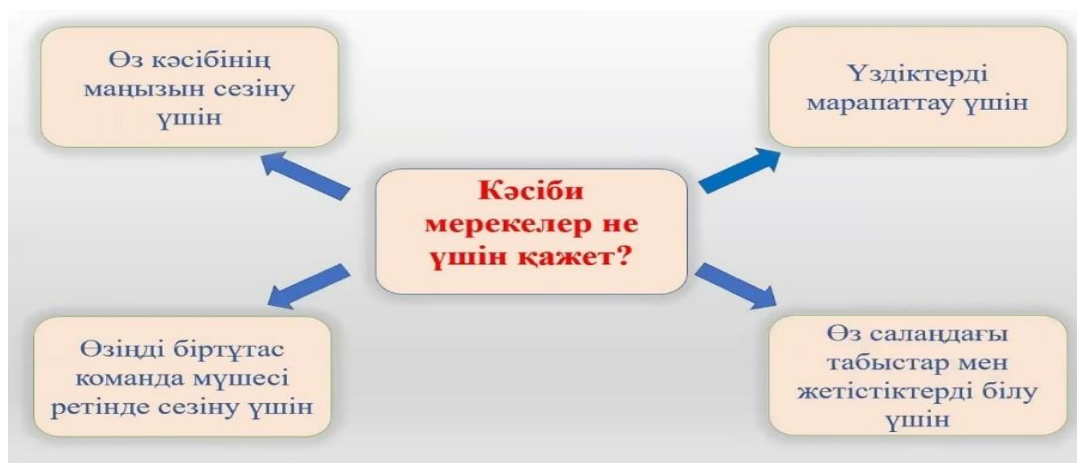 Өз кәсібінің
маңызын сезіну
үшін
Үздіктерді
марапаттау үшін
Кәсіби
мерекелер не
үшін қажет?
Өзіңді біртұтас
команда мүшесі
ретінде сезіну үшін
Өз салаңдағы
табыстар мен
жетістіктерді білу
үшін